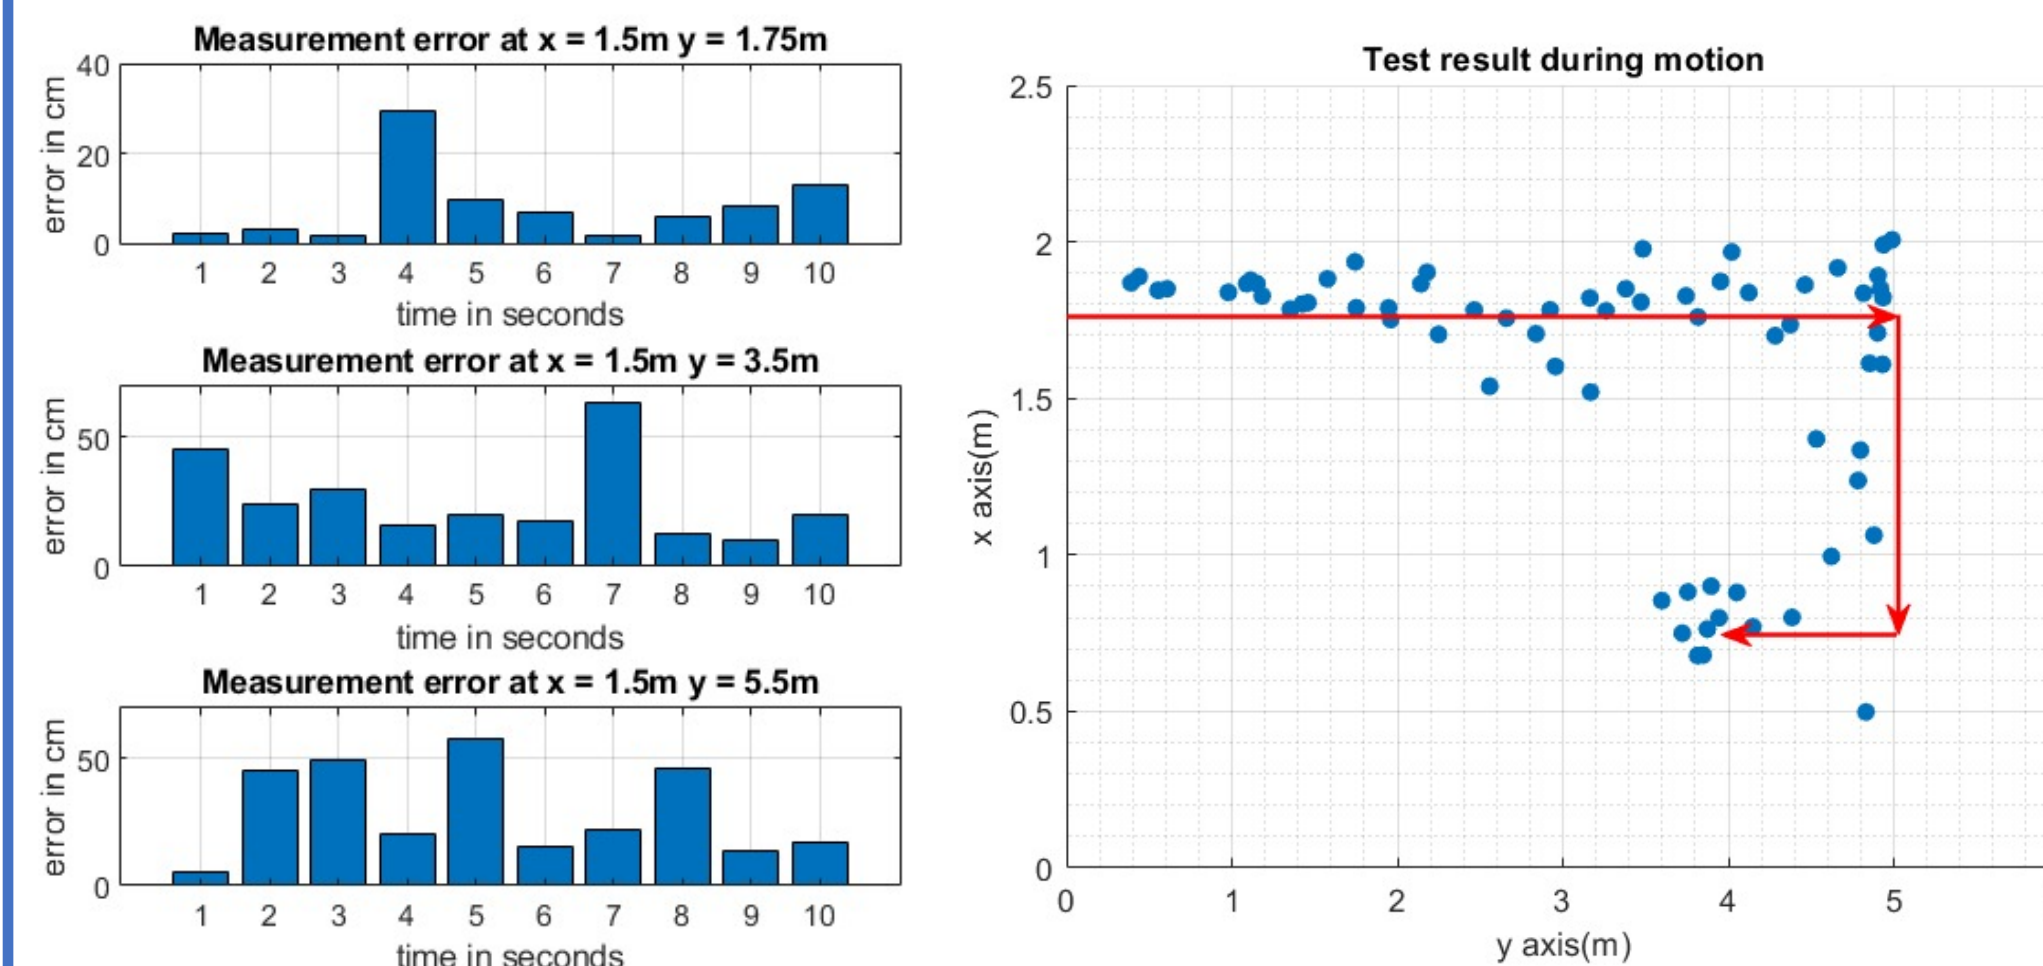 Measurement error at x = 1.5m y = 1.75m
error in cm
40
20
0
1 2 3 4 5 6 7 8 9 10
time in seconds
Measurement error at x = 1.5m y = 3.5m
error in cm
50
0
1 2 3 4 5 6 7 8 9 10
time in seconds
Measurement error at x = 1.5m y = 5.5m
error in cm
50
0
1 2 3 4 5 6 7 8 9 10
time in seconds
Test result during motion
x axis(m)
2.5
2
1.5
1
0.5
0
0 1 2 3 4 5
y axis(m)